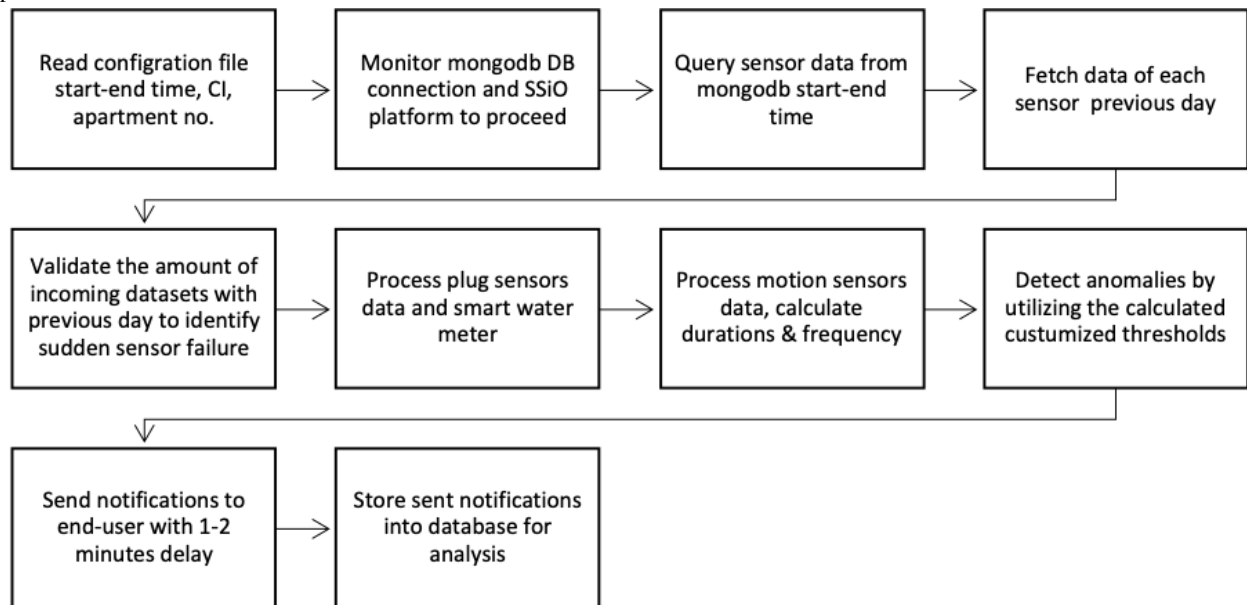 Read configration file
start-end time, CI,
apartment no.
Monitor mongodb DB
connection and SSiO
platform to proceed
Query sensor data from
mongodb start-end
time
Fetch data of each
sensor previous day
Validate the amount of
incoming datasets with
previous day to identify
sudden sensor failure
Process plug sensors
data and smart water
meter
Process motion sensors
data, calculate
durations & frequency
Detect anomalies by
utilizing the calculated
custumized thresholds
Send notifications to
end-user with 1-2
minutes delay
Store sent notifications
into database for
analysis